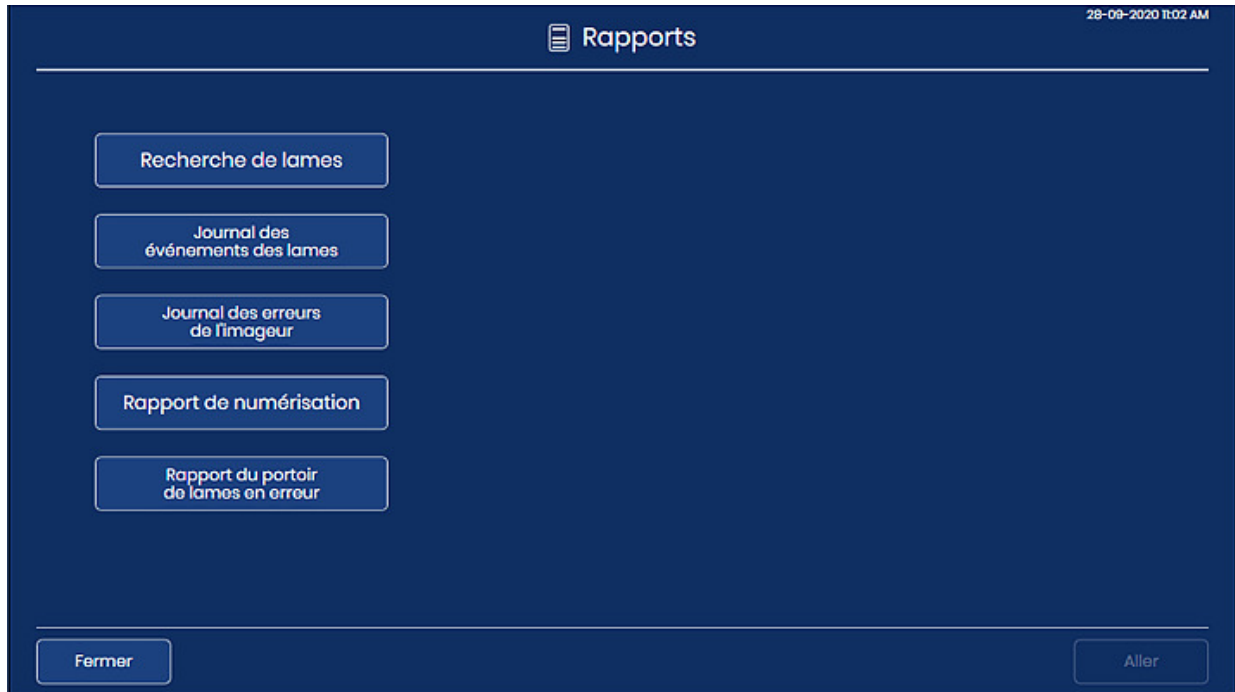 28-09-2020 11:02 AM
Rapports
Recherche de lames
Journal des
événements des lames
Journal des erreurs
de l'imageur
Rapport de numérisation
Rapport du portoir
de lames en erreur
Fermer
Aller